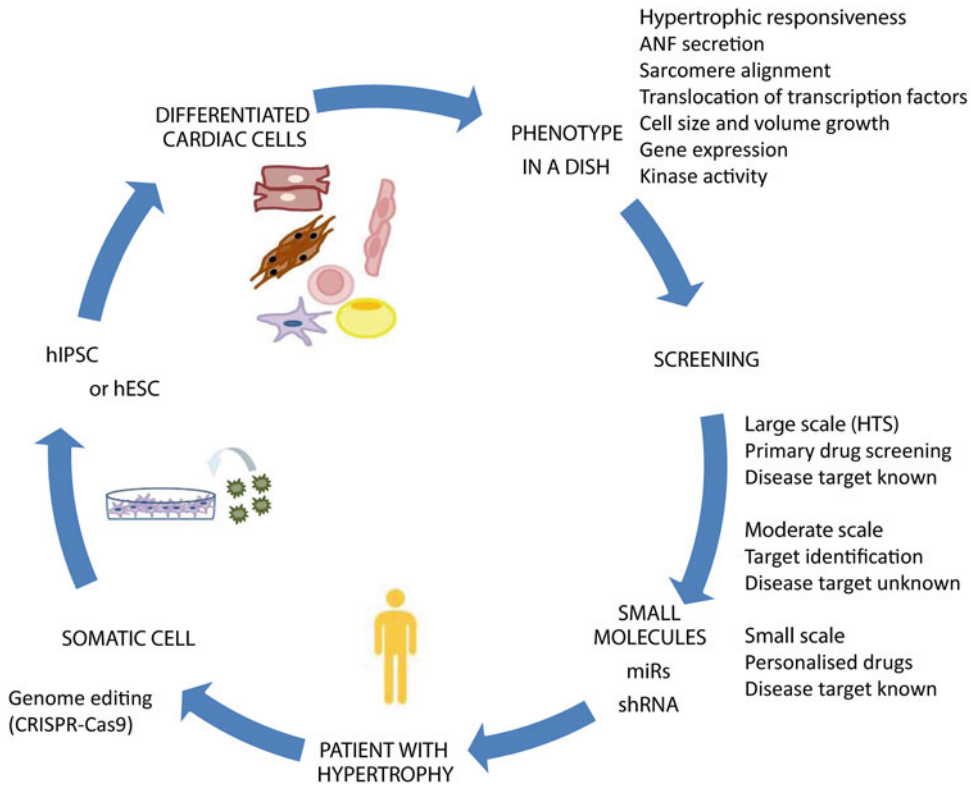 Hypertrophic responsiveness
ANF secretion
Sarcomere alignment
Translocation of transcription factors
Cell size and volume growth
Gene expression
Kinase activity
DIFFERENTIATED
CARDIAC CELLS
PHENOTYPE
IN A DISH
hIPSC
or hESC
SCREENING
Large scale (HTS)
Primary drug screening
Disease target known
Moderate scale
Target identification
Disease target unknown
Small scale
Personalised drugs
Disease target known
SMALL
MOLECULES
miRs
shRNA
SOMATIC CELL
Genome editing
(CRISPR-Cas9)
PATIENT WITH
HYPERTROPHY